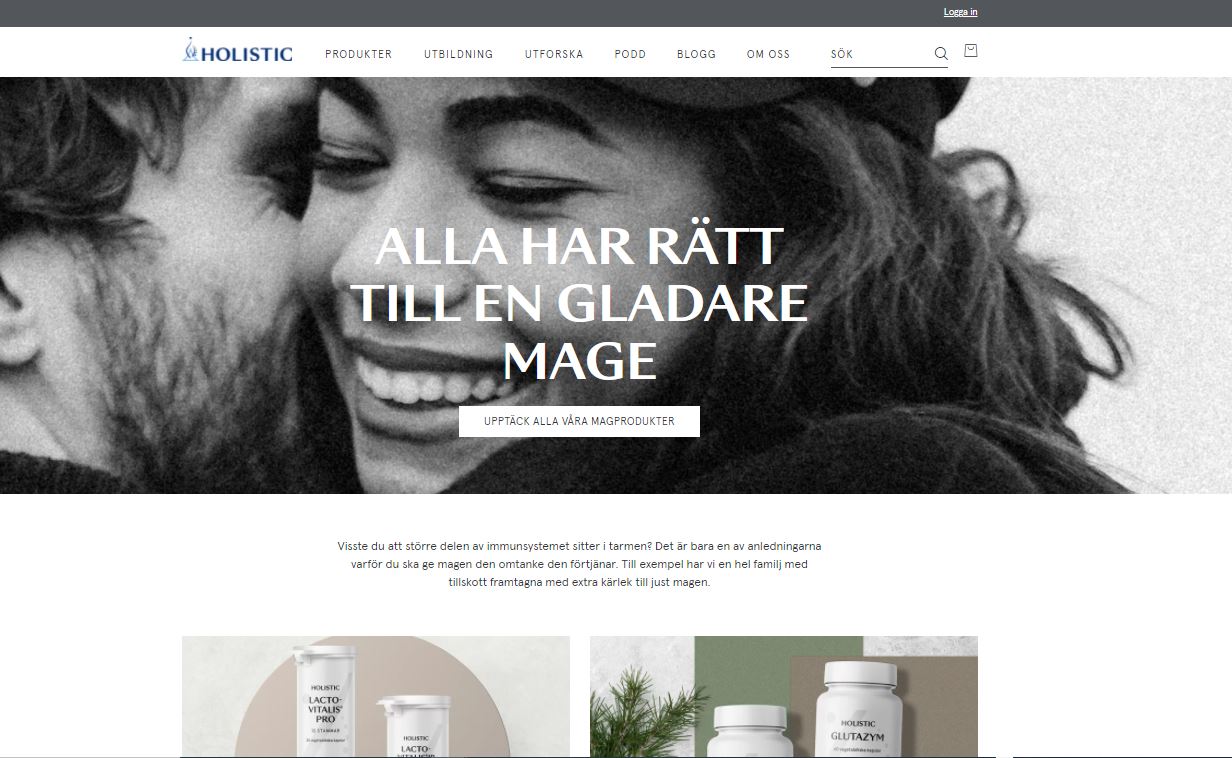 Logga in
HOLISTIC
PRODUKTER UTBILDNING UTFORSKA PODD BLOGG OM OSS SÖK
ALLA HAR RÄTT
TILL EN GLADARE
MAGE
UPPTÄCK ALLA VÅRA MAGPRODUKTER
Visste du att större delen av immunsystemet sitter i tarmen? Det är bara en av anledningarna
varför du ska ge magen den omtanke den förtjänar. Till exempel har vi en hel familj med
tillskott framtagna med extra kärlek till just magen.
HOLISTIC
LACTO-
VITALIS
PRO
HOLISTIC
LACTO-
HOLISTIC
GLUTAZYM